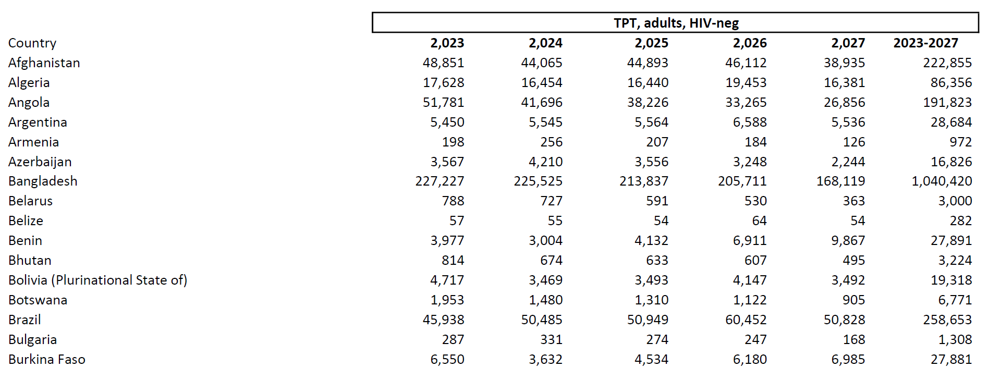 TPT, adults, HIV-neg
Country 2,023 2,024 2,025 2,026 2,027 2023-2027
Afghanistan 48,851 44,065 44,893 46,112 38,935 222,855
Algeria 17,628 16,454 16,440 19,453 16,381 86,356
Angola 51,781 41,696 38,226 33,265 26,856 191,823
Argentina 5,450 5,545 5,564 6,588 5,536 28,684
Armenia 198 256 207 184 126 972
Azerbaijan 3,567 4,210 3,556 3,248 2,244 16,826
Bangladesh 227,227 225,525 213,837 205,711 168,119 1,040,420
Belarus 788 727 591 530 363 3,000
Belize 57 55 54 64 54 282
Benin 3,977 3,004 4,132 6,911 9,867 27,891
Bhutan 814 674 633 607 495 3,224
Bolivia (Plurinational State of) 4,717 3,469 3,493 4,147 3,492 19,318
Botswana 1,953 1,480 1,310 1,122 905 6,771
Brazil 45,938 50,485 50,949 60,452 50,828 258,653
Bulgaria 287 331 274 247 168 1,308
Burkina Faso 6,550 3,632 4,534 6,180 6,985 27,881